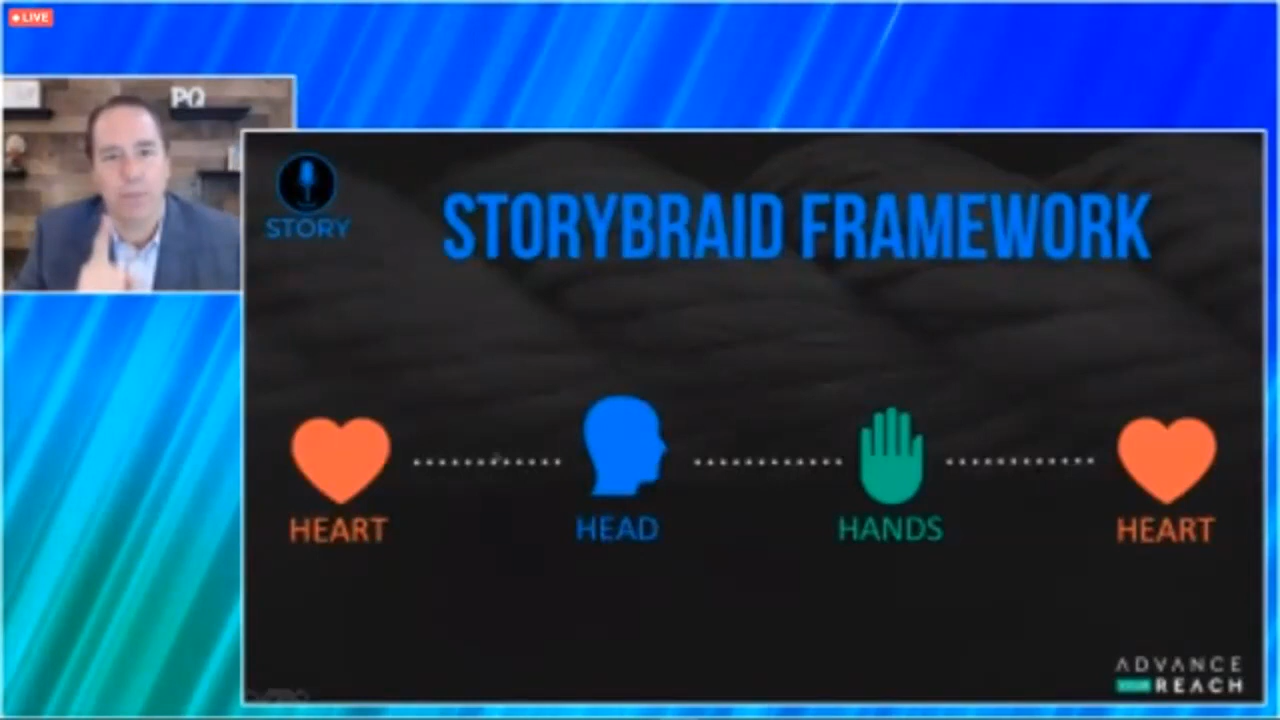 LIVE
PQ
STORY
STORYBRAID FRAMEWORK
HEART
HEAD
HANDS
HEART
ADVANCE
REACH